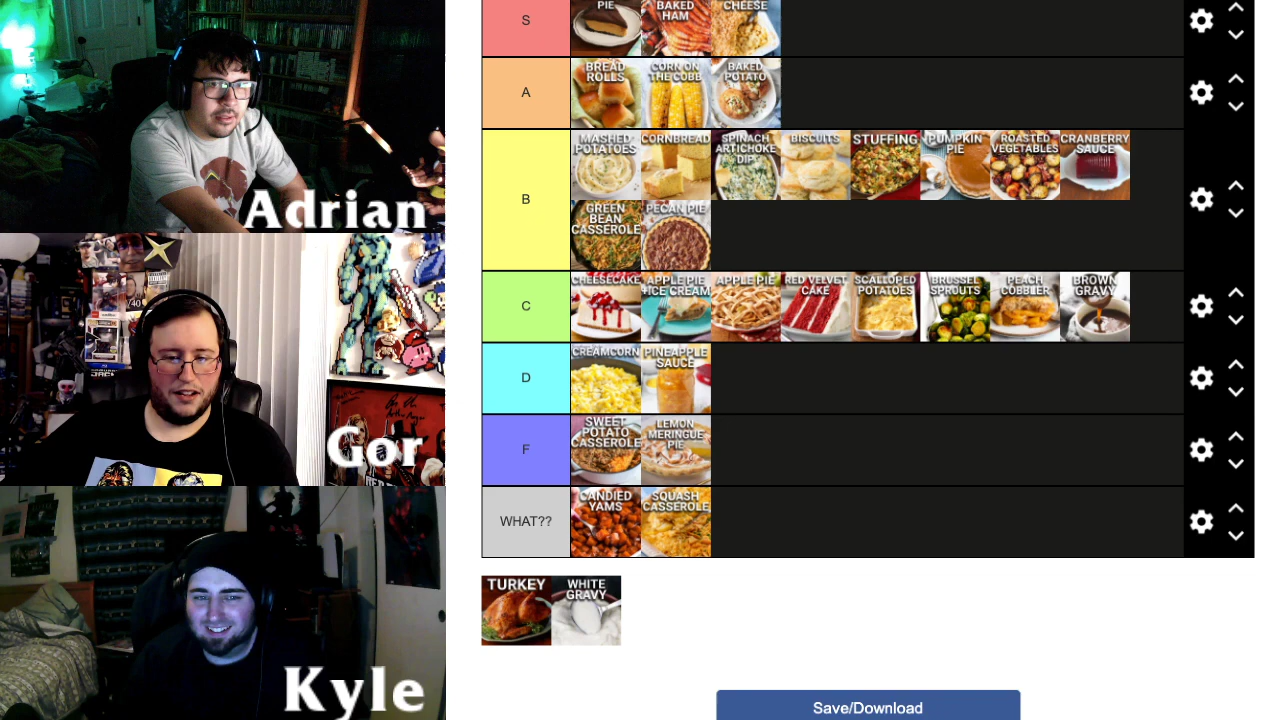 Adrian
Gor
Kyle
S
PIE
BAKED
HAM
CHEESE
A
BREAD
ROLLS
CORN ON
THE COBB
BAKED
POTATO
B
MASHED
POTATOES
CORNBREAD
SPINACH
ARTICHOKE
DIP
BISCUITS
STUFFING
PUMPKIN
PIE
ROASTED
VEGETABLES
CRANBERRY
SAUCE
GREEN
BEAN
CASSEROLE
PECAN PIE
C
CHEESECAKE
APPLE PIE
+ICE CREAM
APPLE PIE
RED VELVET
CAKE
SCALLOPED
POTATOES
BRUSSEL
SPROUTS
PEACH
COBBLER
BROWN
GRAVY
D
CREAMCORN
PINEAPPLE
SAUCE
F
SWEET
POTATO
CASSEROLE
LEMON
MERINGUE
PIE
WHAT??
CANDIED
YAMS
SQUASH
CASSEROLE
TURKEY
WHITE
GRAVY
Save/Download